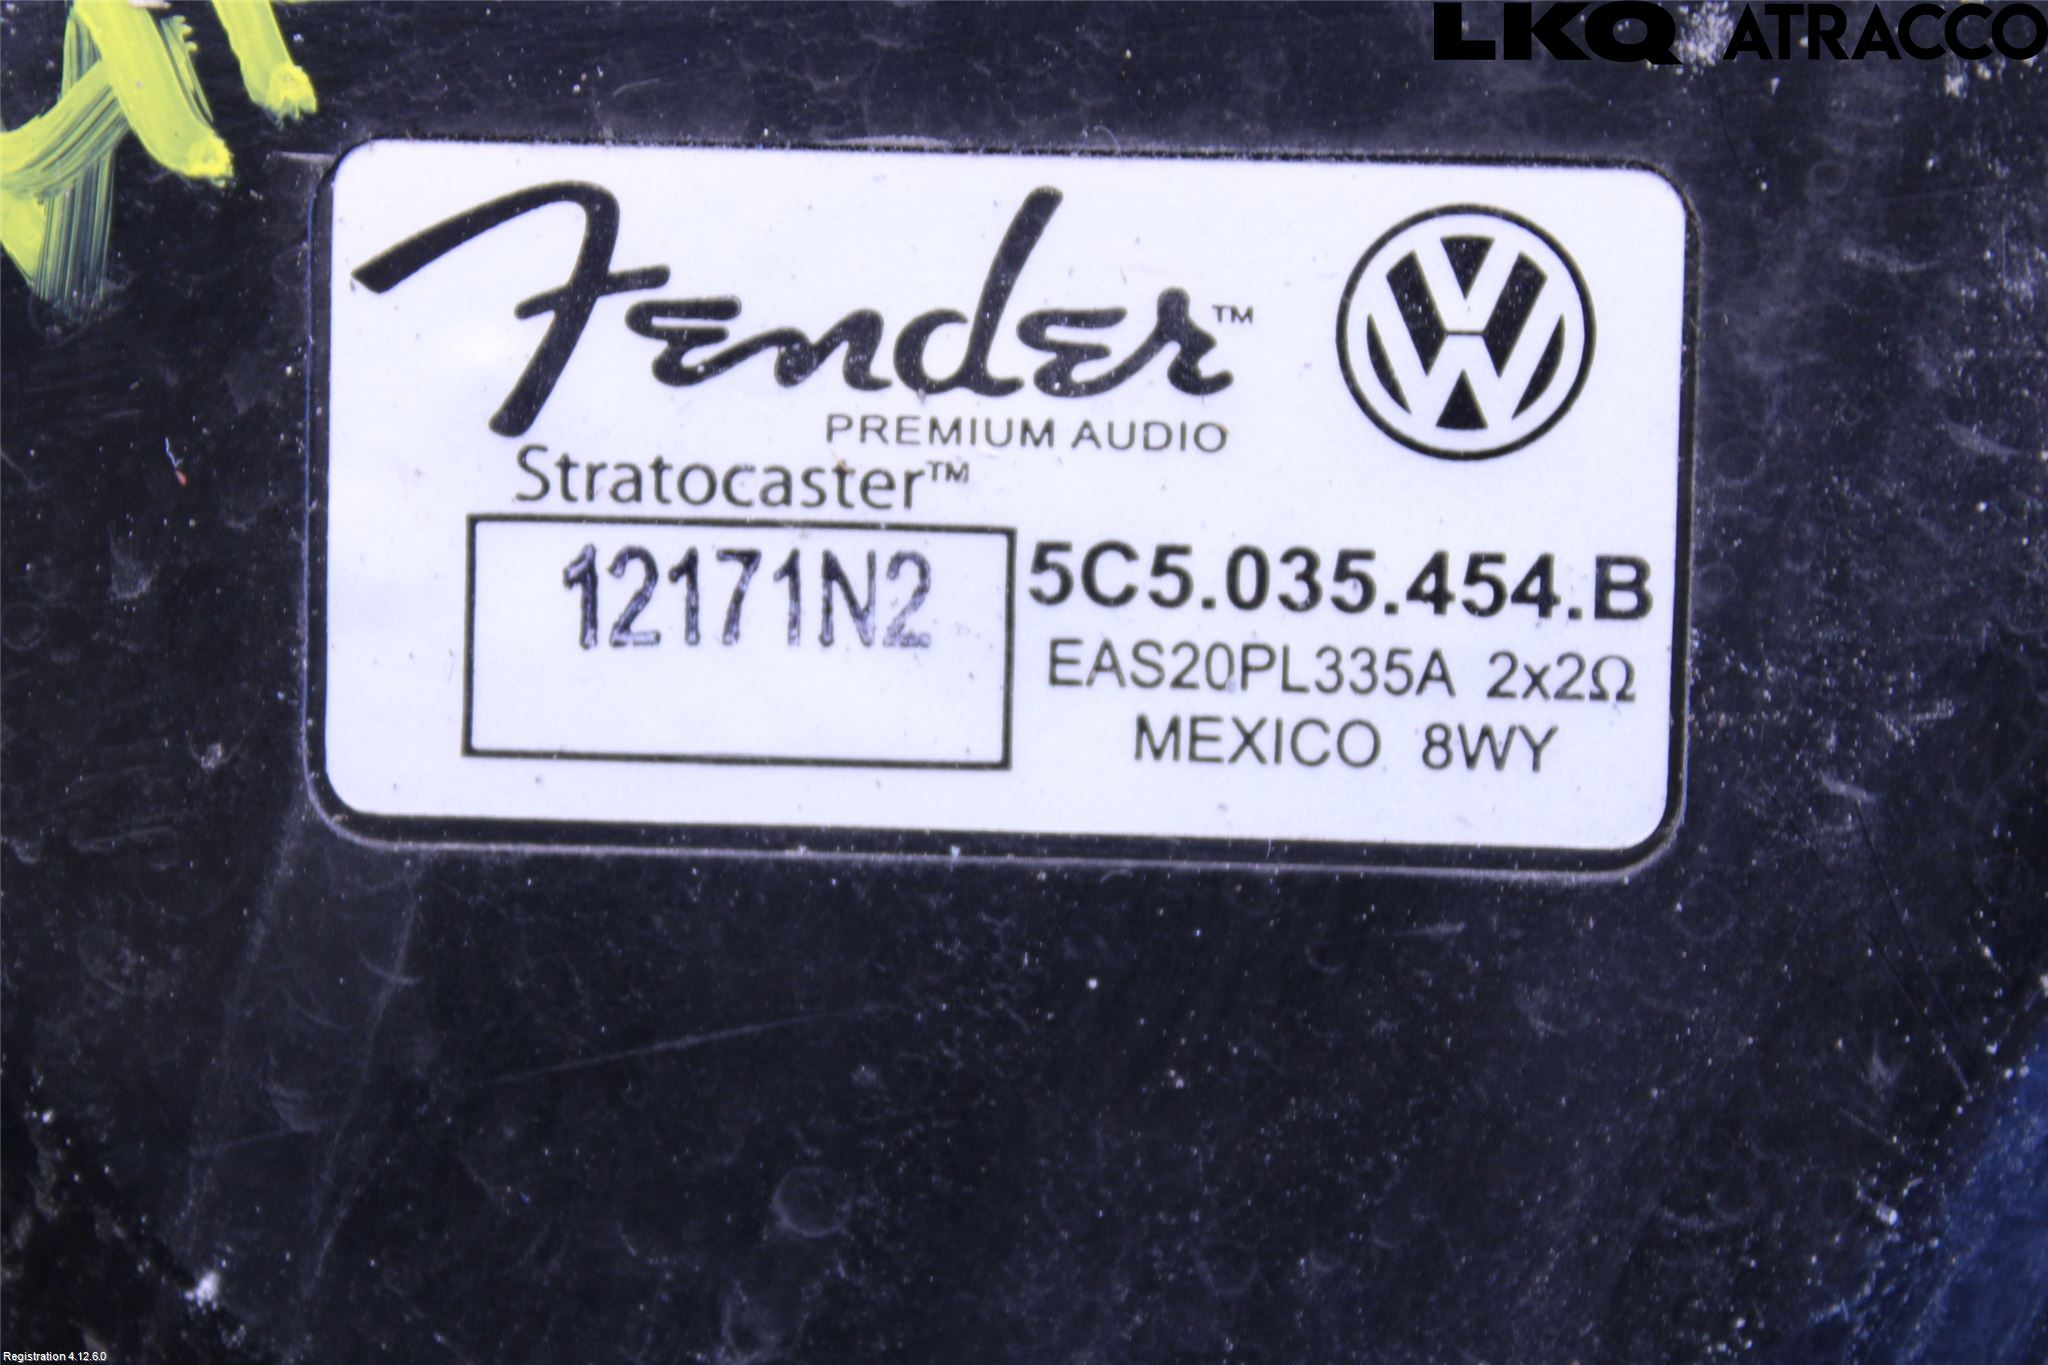 LKQ ATRACCO
Fender™
PREMIUM AUDIO
Stratocaster™
12171N2
5C5.035.454.B
EAS20PL335A 2x2Ω
MEXICO 8WY
Registration 4.12.6.0